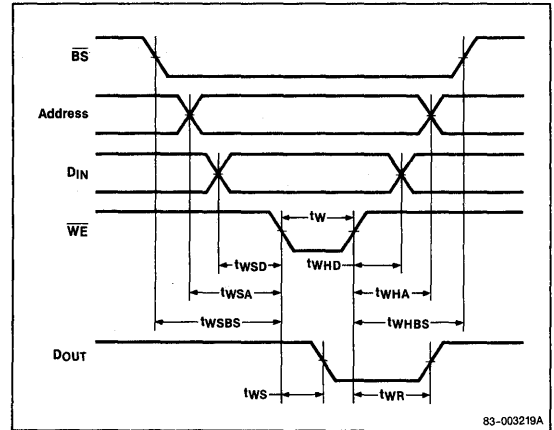 BS
Address
DIN
WE
tW
tWSD
tWHD
tWSA
tWHA
tWSBS
tWHBS
DOUT
tWS
tWR
83-003219A